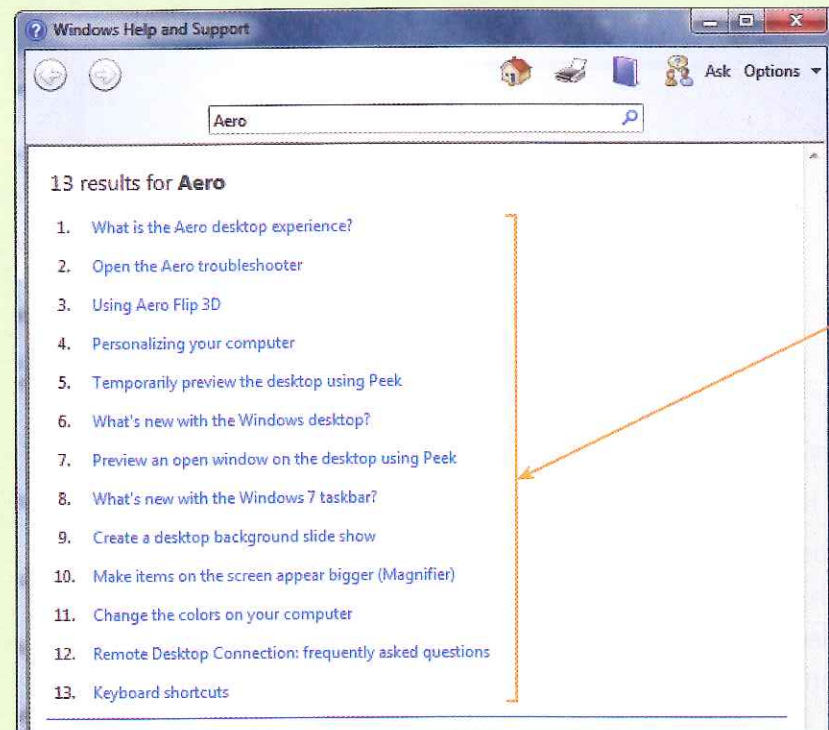 Windows Help and Support
Ask Options
Aero
13 results for Aero
1. What is the Aero desktop experience?
2. Open the Aero troubleshooter
3. Using Aero Flip 3D
4. Personalizing your computer
5. Temporarily preview the desktop using Peek
6. What's new with the Windows desktop?
7. Preview an open window on the desktop using Peek
8. What's new with the Windows 7 taskbar?
9. Create a desktop background slide show
10. Make items on the screen appear bigger (Magnifier)
11. Change the colors on your computer
12. Remote Desktop Connection: frequently asked questions
13. Keyboard shortcuts